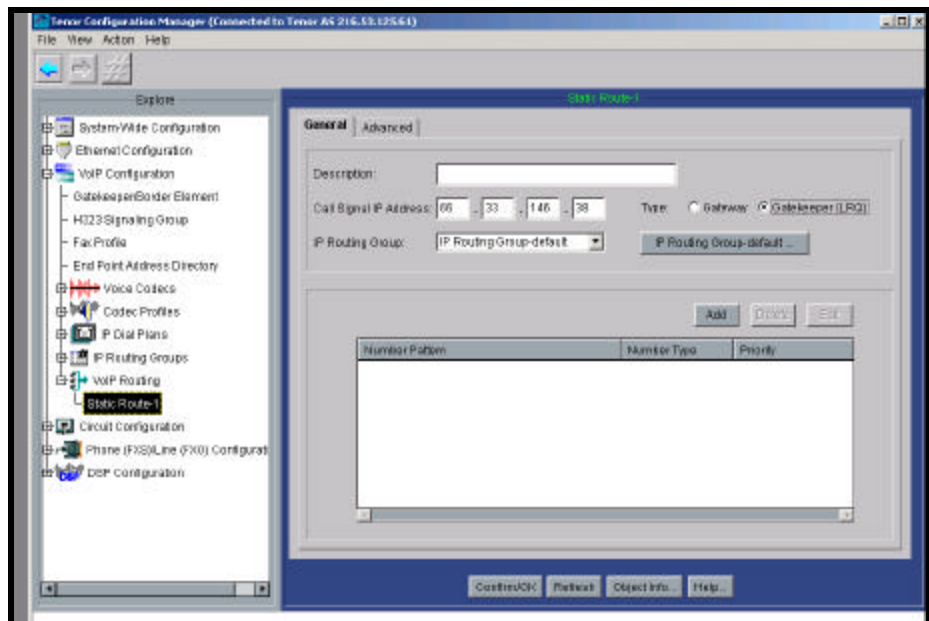 Tenor Configuration Manager (Connected to Tenor AS 216.53.125.61)
File View Action Help
Explore
System-Wide Configuration
Ethernet Configuration
VoIP Configuration
Gatekeeper/Border Element
H323 Signaling Group
Fax Profile
End Point Address Directory
Voice Codecs
Codec Profiles
IP Dial Plans
IP Routing Groups
VoIP Routing
Static Route-1
Circuit Configuration
Phone (FXS)/Line (FXO) Configurat
DSP Configuration
Static Route-1
General Advanced
Description:
Call Signal IP Address: 66 . 33 . 146 . 38 Type: Gateway Gatekeeper (LRQ)
IP Routing Group: IP Routing Group-default IP Routing Group-default ...
Add Delete Edit
Number Pattern Number Type Priority
Confirm/OK Refresh Object Info... Help...